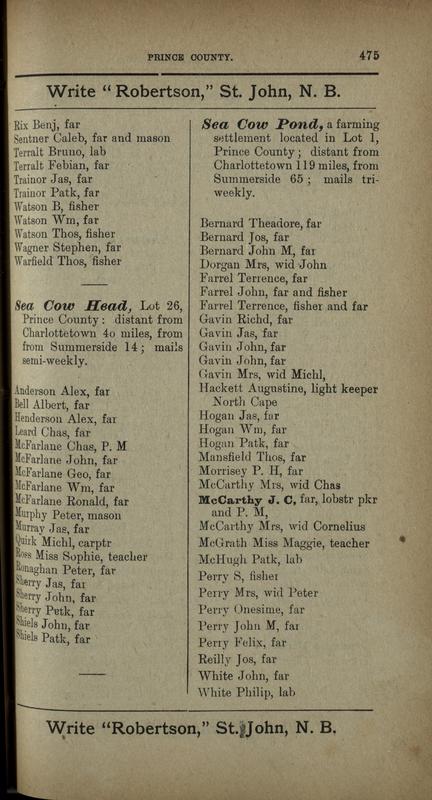 PRINCE COUNTY. 475
Write "Robertson," St. John, N. B.
Rix Benj, far
Sentner Caleb, far and mason
Terralt Bruno, lab
Terralt Febian, far
Trainor Jas, far
Trainor Patk, far
Watson B, fisher
Watson Wm, far
Watson Thos, fisher
Wagner Stephen, far
Warfield Thos, fisher
Sea Cow Head, Lot 26,
Prince County: distant from
Charlottetown 40 miles, from
from Summerside 14; mails
semi-weekly.
Anderson Alex, far
Bell Albert, far
Henderson Alex, far
Leard Chas, far
McFarlane Chas, P. M
McFarlane John, far
McFarlane Geo, far
McFarlane Wm, far
McFarlane Ronald, far
Murphy Peter, mason
Murray Jas, far
Quirk Michl, carptr
Ross Miss Sophie, teacher
Ronaghan Peter, far
Sherry Jas, far
Sherry John, far
Sherry Petk, far
Shiels John, far
Shiels Patk, far
Sea Cow Pond, a farming
settlement located in Lot 1,
Prince County; distant from
Charlottetown 119 miles, from
Summerside 65; mails tri-
weekly.
Bernard Theadore, far
Bernard Jos, far
Bernard John M, far
Dorgan Mrs, wid John
Farrel Terrence, far
Farrel John, far and fisher
Farrel Terrence, fisher and far
Gavin Richd, far
Gavin Jas, far
Gavin John, far
Gavin John, far
Gavin Mrs, wid Michl,
Hackett Augustine, light keeper
North Cape
Hogan Jas, far
Hogan Wm, far
Hogan Patk, far
Mansfield Thos, far
Morrisey P. H, far
McCarthy Mrs, wid Chas
McCarthy J. C, far, lobstr pkr
and P. M,
McCarthy Mrs, wid Cornelius
McGrath Miss Maggie, teacher
McHugh Patk, lab
Perry S, fisher
Perry Mrs, wid Peter
Perry Onesime, far
Perry John M, far
Perry Felix, far
Reilly Jos, far
White John, far
White Philip, lab
Write "Robertson," St. John, N. B.